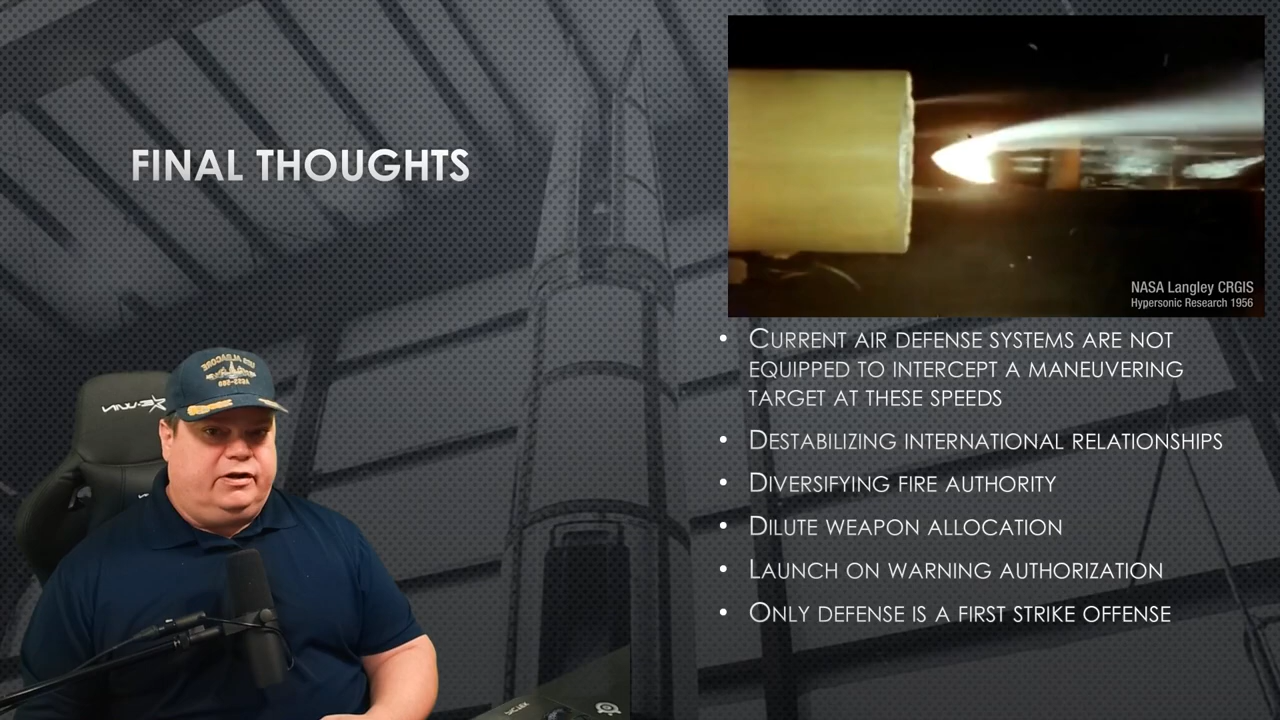 FINAL THOUGHTS
NASA Langley CRGIS
Hypersonic Research 1956
• CURRENT AIR DEFENSE SYSTEMS ARE NOT
EQUIPPED TO INTERCEPT A MANEUVERING
TARGET AT THESE SPEEDS
• DESTABILIZING INTERNATIONAL RELATIONSHIPS
• DIVERSIFYING FIRE AUTHORITY
• DILUTE WEAPON ALLOCATION
• LAUNCH ON WARNING AUTHORIZATION
• ONLY DEFENSE IS A FIRST STRIKE OFFENSE
USS ALBACORE